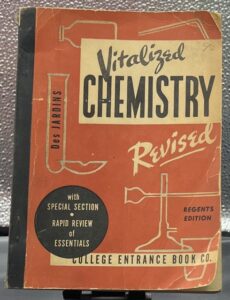 Vitalized
CHEMISTRY
Des JARDINS
Revised
with
SPECIAL SECTION
•
RAPID REVIEW
of
ESSENTIALS
REGENTS
EDITION
COLLEGE ENTRANCE BOOK CO.